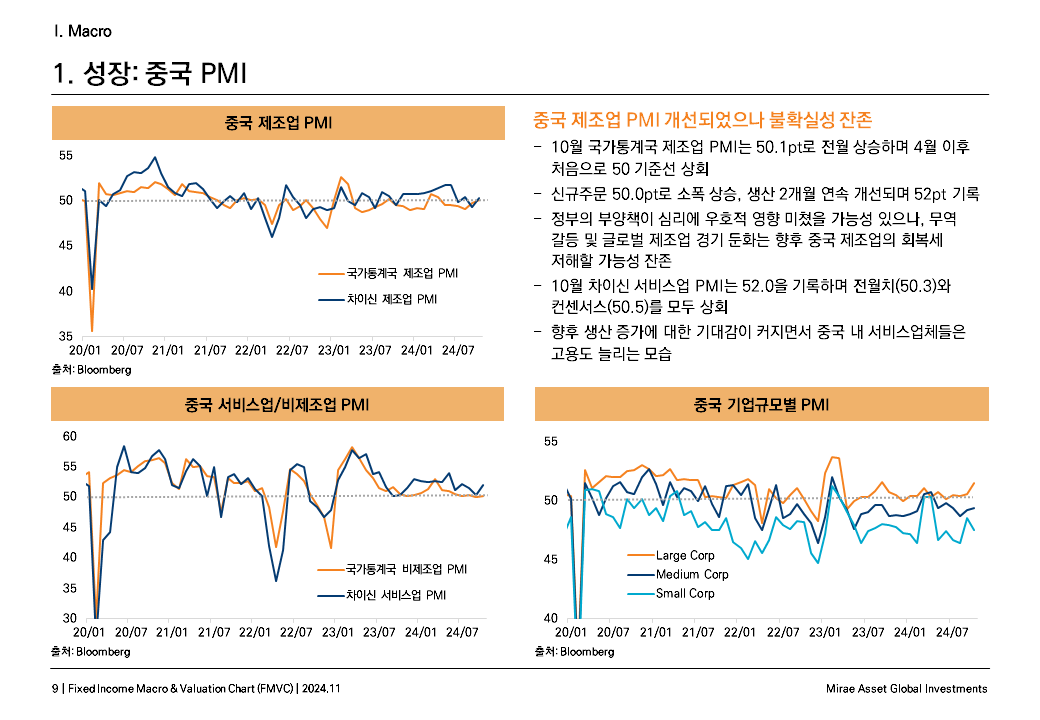 I. Macro
1. 성장: 중국 PMI
중국 제조업 PMI
55
50
45
40
35
국가통계국 제조업 PMI
차이신 제조업 PMI
20/01 20/07 21/01 21/07 22/01 22/07 23/01 23/07 24/01 24/07
출처: Bloomberg
중국 제조업 PMI 개선되었으나 불확실성 잔존
– 10월 국가통계국 제조업 PMI는 50.1pt로 전월 상승하며 4월 이후
처음으로 50 기준선 상회
– 신규주문 50.0pt로 소폭 상승, 생산 2개월 연속 개선되며 52pt 기록
– 정부의 부양책이 심리에 우호적 영향 미쳤을 가능성 있으나, 무역
갈등 및 글로벌 제조업 경기 둔화는 향후 중국 제조업의 회복세
저해할 가능성 잔존
– 10월 차이신 서비스업 PMI는 52.0을 기록하며 전월치(50.3)와
컨센서스(50.5)를 모두 상회
– 향후 생산 증가에 대한 기대감이 커지면서 중국 내 서비스업체들은
고용도 늘리는 모습
중국 서비스업/비제조업 PMI
60
55
50
45
40
35
30
국가통계국 비제조업 PMI
차이신 서비스업 PMI
20/01 20/07 21/01 21/07 22/01 22/07 23/01 23/07 24/01 24/07
출처: Bloomberg
중국 기업규모별 PMI
55
50
45
40
Large Corp
Medium Corp
Small Corp
20/01 20/07 21/01 21/07 22/01 22/07 23/01 23/07 24/01 24/07
출처: Bloomberg
9 | Fixed Income Macro & Valuation Chart (FMVC) | 2024.11
Mirae Asset Global Investments